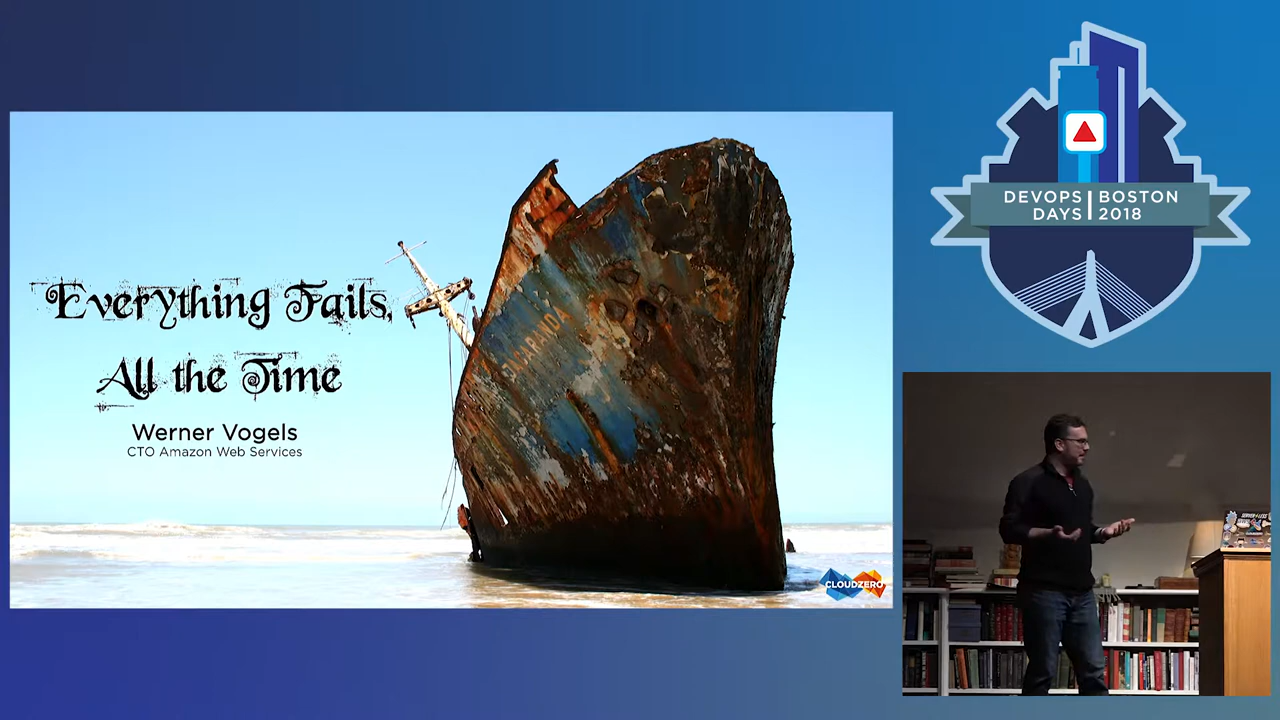 Everything Fails,
All the Time
Werner Vogels
CTO Amazon Web Services
CLOUDZERO
DEVOPS DAYS
BOSTON 2018